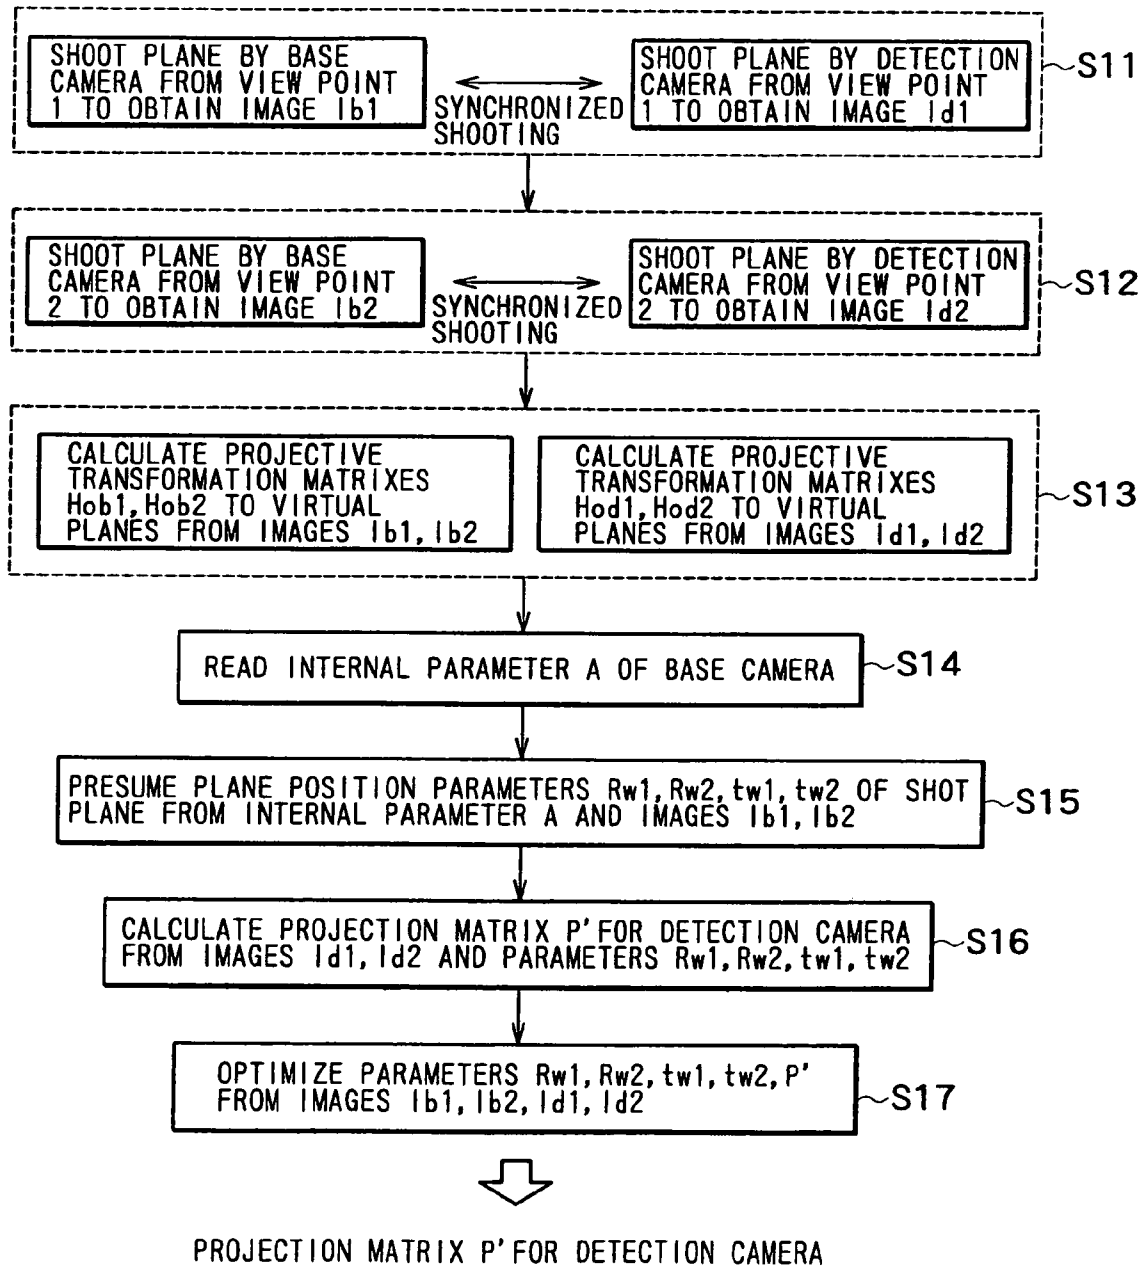 SHOOT PLANE BY BASE
CAMERA FROM VIEW POINT
1 TO OBTAIN IMAGE Ib1
SYNCHRONIZED
SHOOTING
SHOOT PLANE BY DETECTION
CAMERA FROM VIEW POINT
1 TO OBTAIN IMAGE Id1
S11
SHOOT PLANE BY BASE
CAMERA FROM VIEW POINT
2 TO OBTAIN IMAGE Ib2
SYNCHRONIZED
SHOOTING
SHOOT PLANE BY DETECTION
CAMERA FROM VIEW POINT
2 TO OBTAIN IMAGE Id2
S12
CALCULATE PROJECTIVE
TRANSFORMATION MATRIXES
Hob1, Hob2 TO VIRTUAL
PLANES FROM IMAGES Ib1, Ib2
CALCULATE PROJECTIVE
TRANSFORMATION MATRIXES
Hod1, Hod2 TO VIRTUAL
PLANES FROM IMAGES Id1, Id2
S13
READ INTERNAL PARAMETER A OF BASE CAMERA
S14
PRESUME PLANE POSITION PARAMETERS Rw1, Rw2, tw1, tw2 OF SHOT
PLANE FROM INTERNAL PARAMETER A AND IMAGES Ib1, Ib2
S15
CALCULATE PROJECTION MATRIX P' FOR DETECTION CAMERA
FROM IMAGES Id1, Id2 AND PARAMETERS Rw1, Rw2, tw1, tw2
S16
OPTIMIZE PARAMETERS Rw1, Rw2, tw1, tw2, P'
FROM IMAGES Ib1, Ib2, Id1, Id2
S17
PROJECTION MATRIX P' FOR DETECTION CAMERA